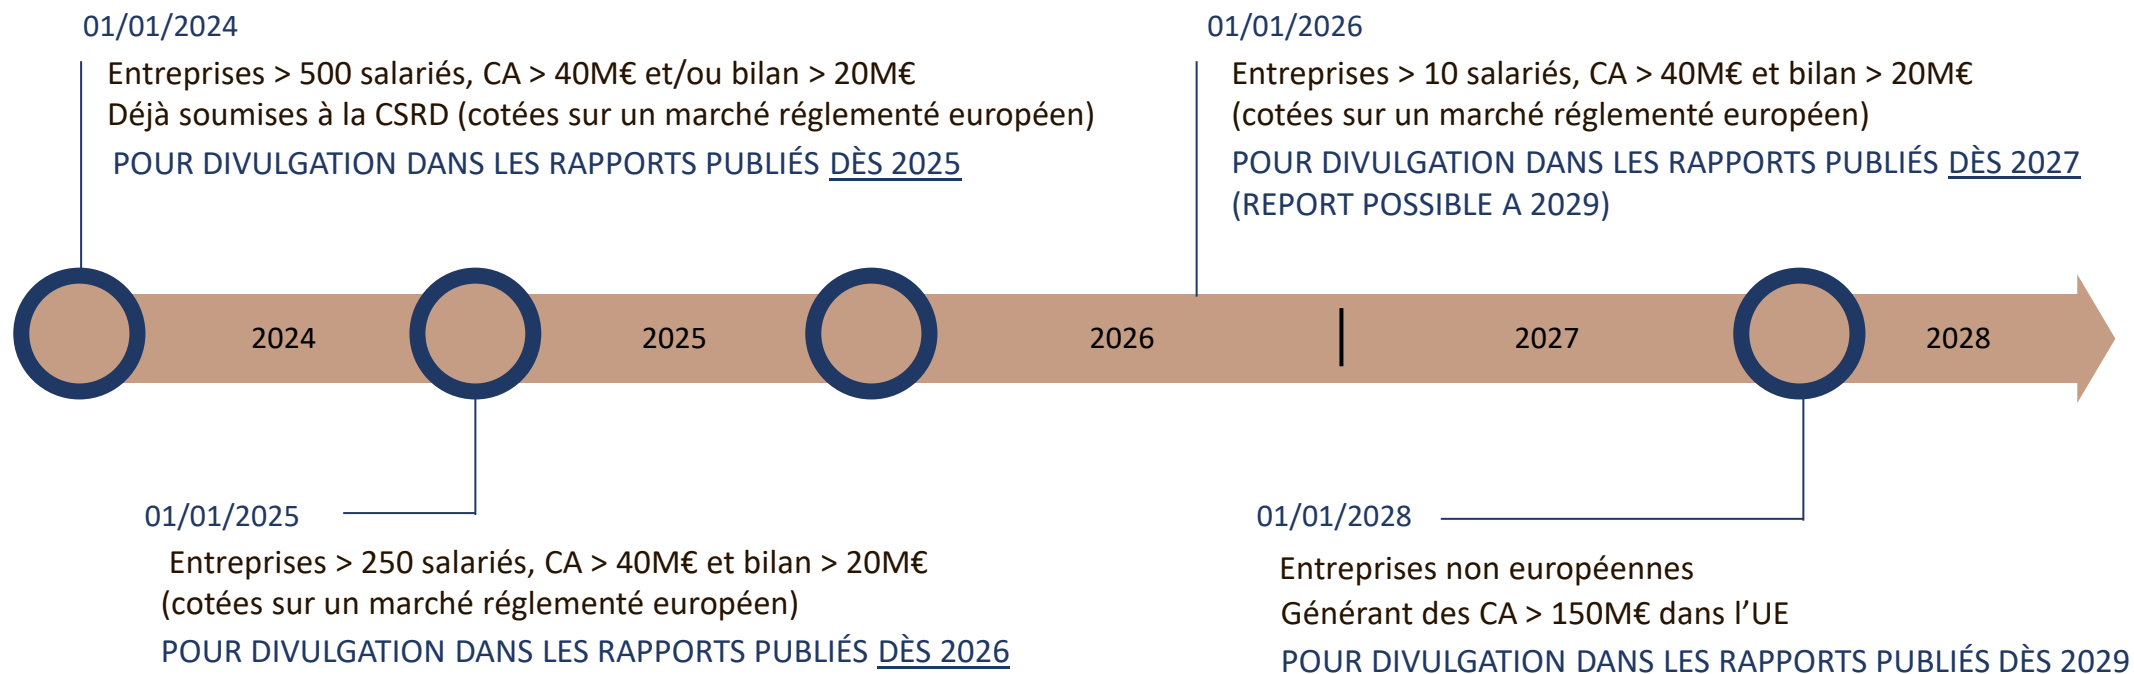 01/01/2024
Entreprises > 500 salariés, CA > 40M€ et/ou bilan > 20M€
Déjà soumises à la CSRD (cotées sur un marché réglementé européen)
POUR DIVULGATION DANS LES RAPPORTS PUBLIÉS DÈS 2025
01/01/2026
Entreprises > 10 salariés, CA > 40M€ et bilan > 20M€
(cotées sur un marché réglementé européen)
POUR DIVULGATION DANS LES RAPPORTS PUBLIÉS DÈS 2027
(REPORT POSSIBLE A 2029)
2024
2025
2026
2027
2028
01/01/2025
Entreprises > 250 salariés, CA > 40M€ et bilan > 20M€
(cotées sur un marché réglementé européen)
POUR DIVULGATION DANS LES RAPPORTS PUBLIÉS DÈS 2026
01/01/2028
Entreprises non européennes
Générant des CA > 150M€ dans l’UE
POUR DIVULGATION DANS LES RAPPORTS PUBLIÉS DÈS 2029